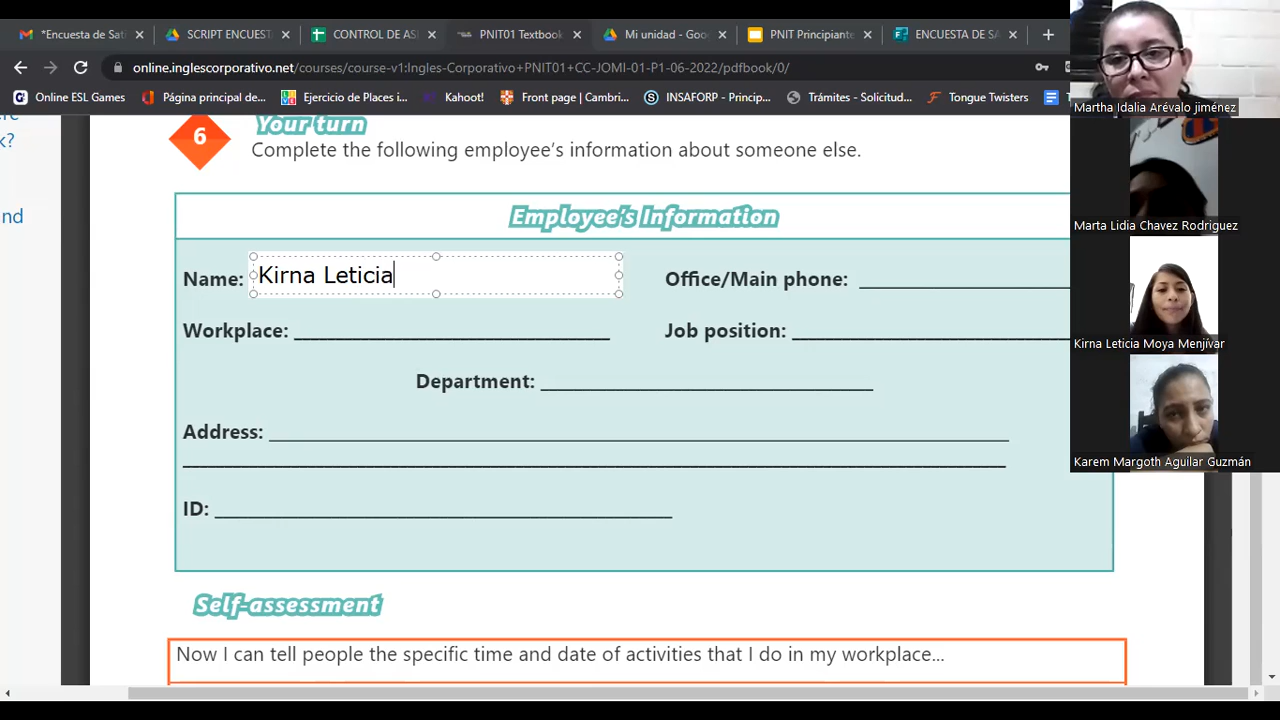 *Encuesta de Sati
SCRIPT ENCUEST
CONTROL DE ASI
PNIT01 Textbook
Mi unidad - Goog
PNIT Principiante
ENCUESTA DE SA
online.inglescorporativo.net/courses/course-v1:Ingles-Corporativo+PNIT01+CC-JOMI-01-P1-06-2022/pdfbook/0/
Online ESL Games
Página principal de...
Ejercicio de Places i...
Kahoot!
Front page | Cambri...
INSAFORP - Princip...
Trámites - Solicitud...
Tongue Twisters
k?
nd
6
Your turn
Complete the following employee's information about someone else.
Employee's Information
Name: Kirna Leticia
Office/Main phone:
Workplace:
Job position:
Department:
Address:
ID:
Self-assessment
Now I can tell people the specific time and date of activities that I do in my workplace...
Martha Idalia Arévalo jiménez
Marta Lidia Chavez Rodriguez
Kirna Leticia Moya Menjívar
Karem Margoth Aguilar Guzmán